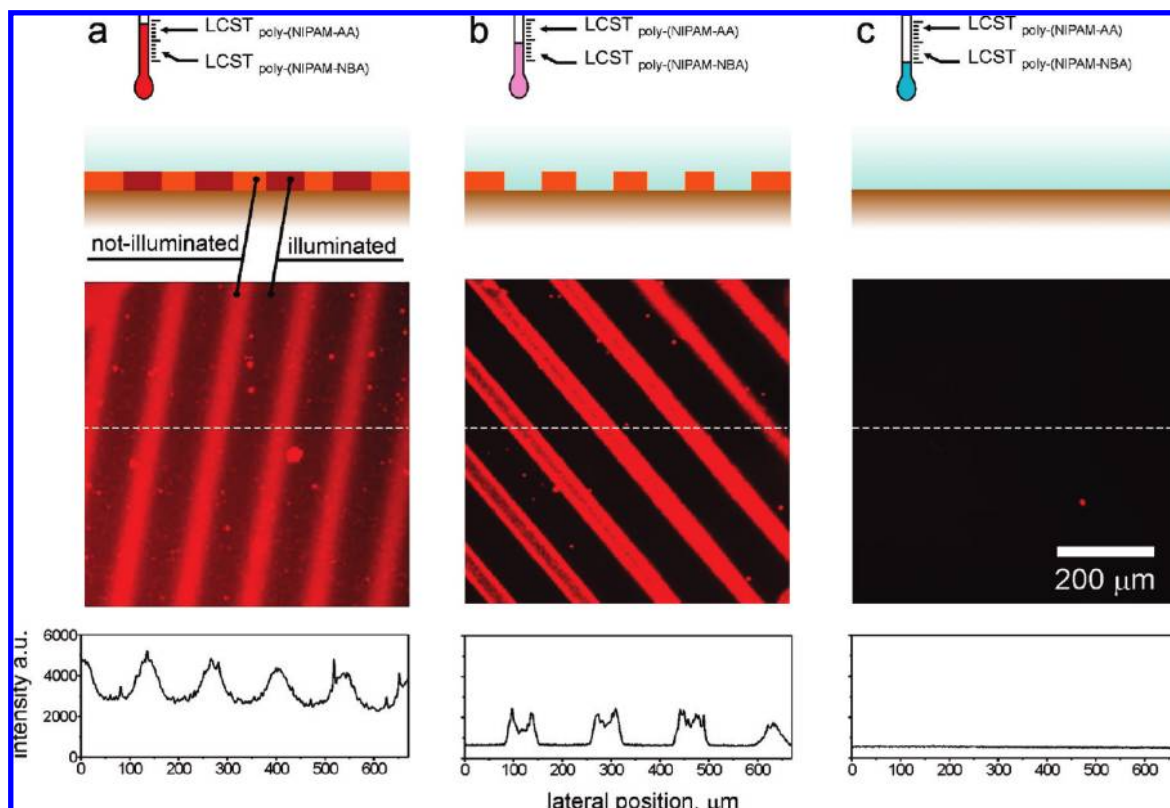 a
LCST poly-(NIPAM-AA)
LCST poly-(NIPAM-NBA)
b
LCST poly-(NIPAM-AA)
LCST poly-(NIPAM-NBA)
c
LCST poly-(NIPAM-AA)
LCST poly-(NIPAM-NBA)
not-illuminated
illuminated
200 μm
intensity a.u.
6000
4000
2000
0
0 100 200 300 400 500 600
0 100 200 300 400 500 600
0 100 200 300 400 500 600
lateral position, μm